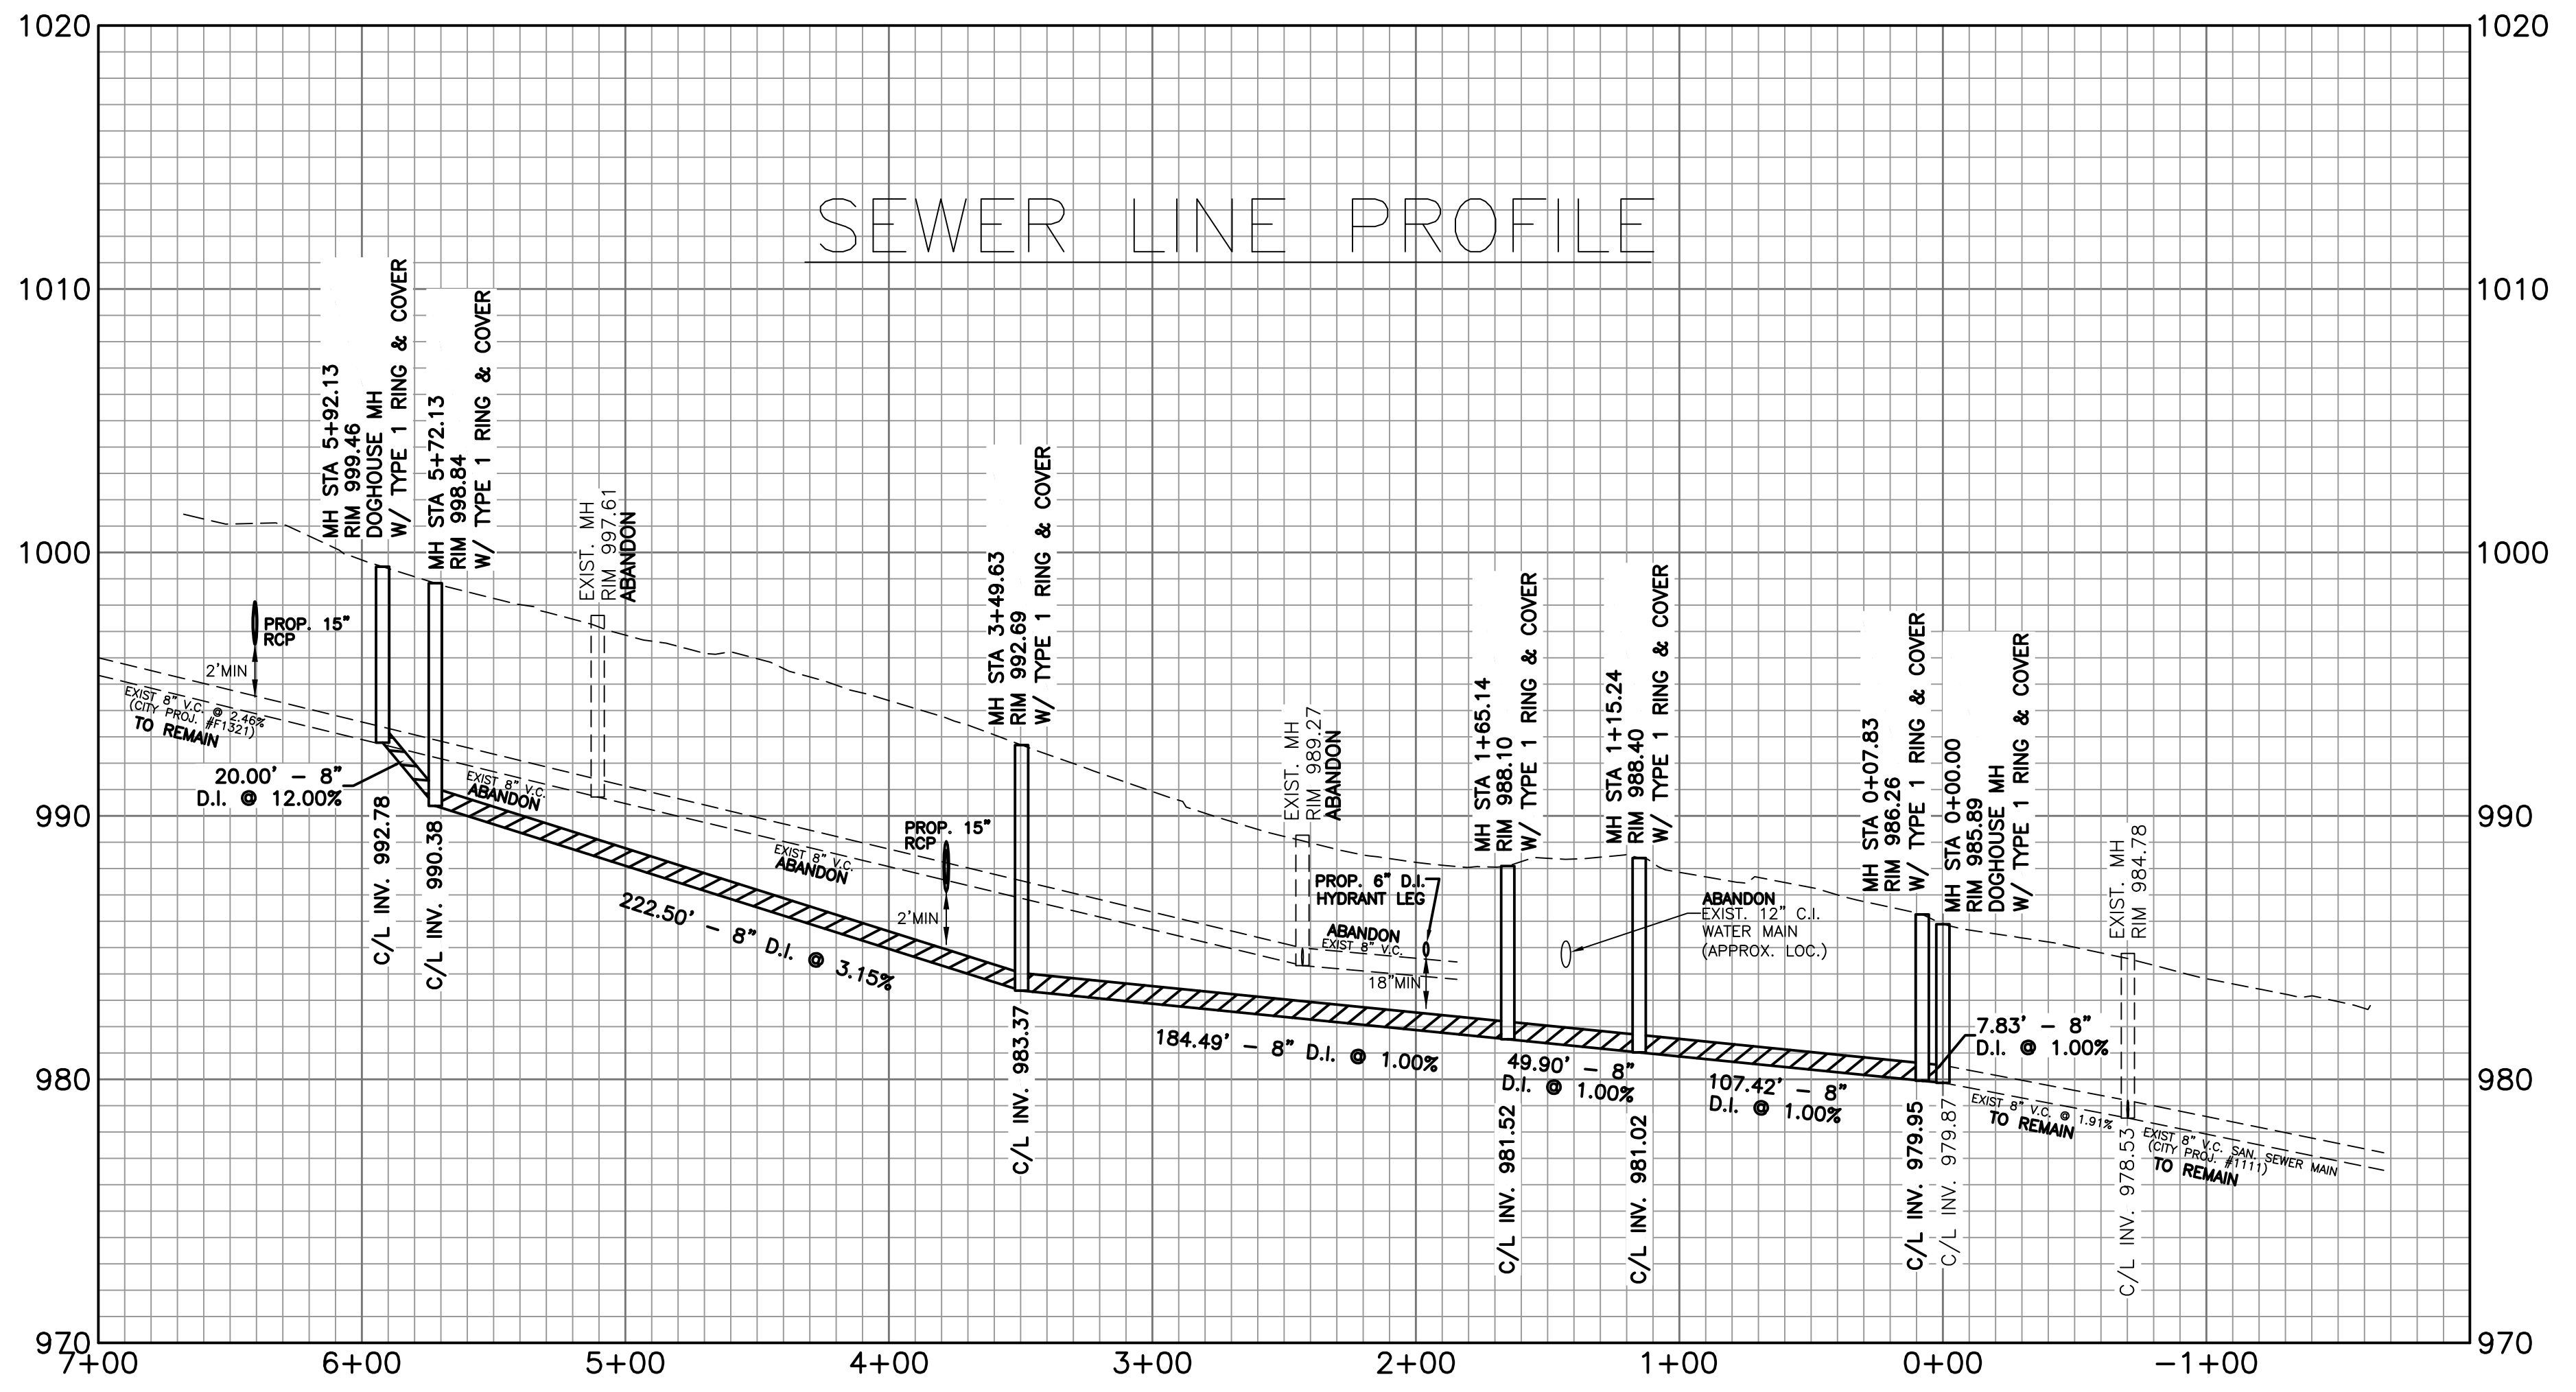 SEWER LINE PROFILE
1020
1020
1010
1010
1000
1000
990
990
980
980
970
970
7+00
6+00
5+00
4+00
3+00
2+00
1+00
0+00
-1+00
MH STA 5+92.13
RIM 999.46
DOGHOUSE MH
W/ TYPE 1 RING & COVER
MH STA 5+72.13
RIM 998.84
W/ TYPE 1 RING & COVER
EXIST. MH
RIM 997.61
ABANDON
MH STA 3+49.63
RIM 992.69
W/ TYPE 1 RING & COVER
EXIST. MH
RIM 989.27
ABANDON
MH STA 1+65.14
RIM 988.10
W/ TYPE 1 RING & COVER
MH STA 1+15.24
RIM 988.40
W/ TYPE 1 RING & COVER
MH STA 0+07.83
RIM 986.26
W/ TYPE 1 RING & COVER
MH STA 0+00.00
RIM 985.89
DOGHOUSE MH
W/ TYPE 1 RING & COVER
EXIST. MH
RIM 984.78
PROP. 15"
RCP
2'MIN
EXIST 8" V.C. @ 2.46%
(CITY PROJ. #F1321)
TO REMAIN
20.00' - 8"
D.I. @ 12.00%
EXIST 8" V.C.
ABANDON
C/L INV. 992.78
C/L INV. 990.38
222.50' - 8" D.I. @ 3.15%
EXIST 8" V.C.
ABANDON
PROP. 15"
RCP
2'MIN
C/L INV. 983.37
PROP. 6" D.I.
HYDRANT LEG
ABANDON
EXIST 8" V.C.
18"MIN
184.49' - 8" D.I. @ 1.00%
ABANDON
EXIST. 12" C.I.
WATER MAIN
(APPROX. LOC.)
49.90' - 8"
D.I. @ 1.00%
107.42' - 8"
D.I. @ 1.00%
7.83' - 8"
D.I. @ 1.00%
C/L INV. 981.52
C/L INV. 981.02
C/L INV. 979.95
C/L INV. 979.87
EXIST 8" V.C. @ 1.91%
TO REMAIN
C/L INV. 978.53
EXIST 8" V.C. SAN. SEWER MAIN
(CITY PROJ. #1111)
TO REMAIN